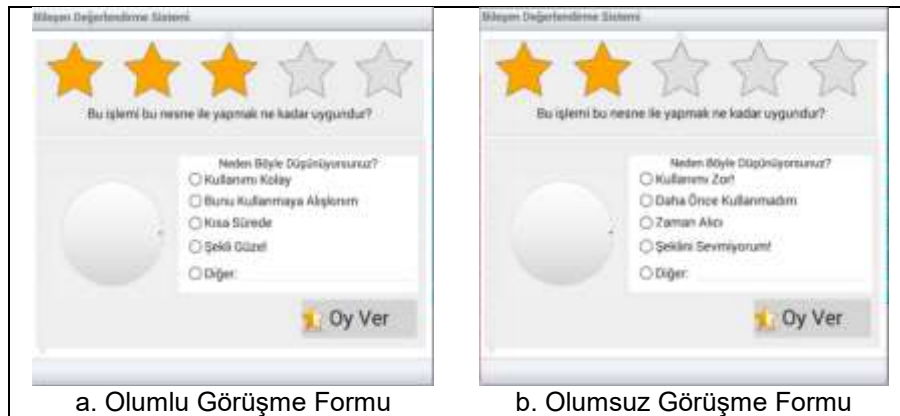 Bileşen Değerlendirme Sistemi
Bu işlemi bu nesne ile yapmak ne kadar uygundur?
Neden Böyle Düşünüyorsunuz?
Kullanımı Kolay
Bunu Kullanmaya Alışkınım
Kısa Sürede
Şekli Güzel
Diğer:
Oy Ver
a. Olumlu Görüşme Formu
Bileşen Değerlendirme Sistemi
Bu işlemi bu nesne ile yapmak ne kadar uygundur?
Neden Böyle Düşünüyorsunuz?
Kullanımı Zor!
Daha Önce Kullanmadım
Zaman Alıcı
Şeklini Sevmiyorum!
Diğer:
Oy Ver
b. Olumsuz Görüşme Formu